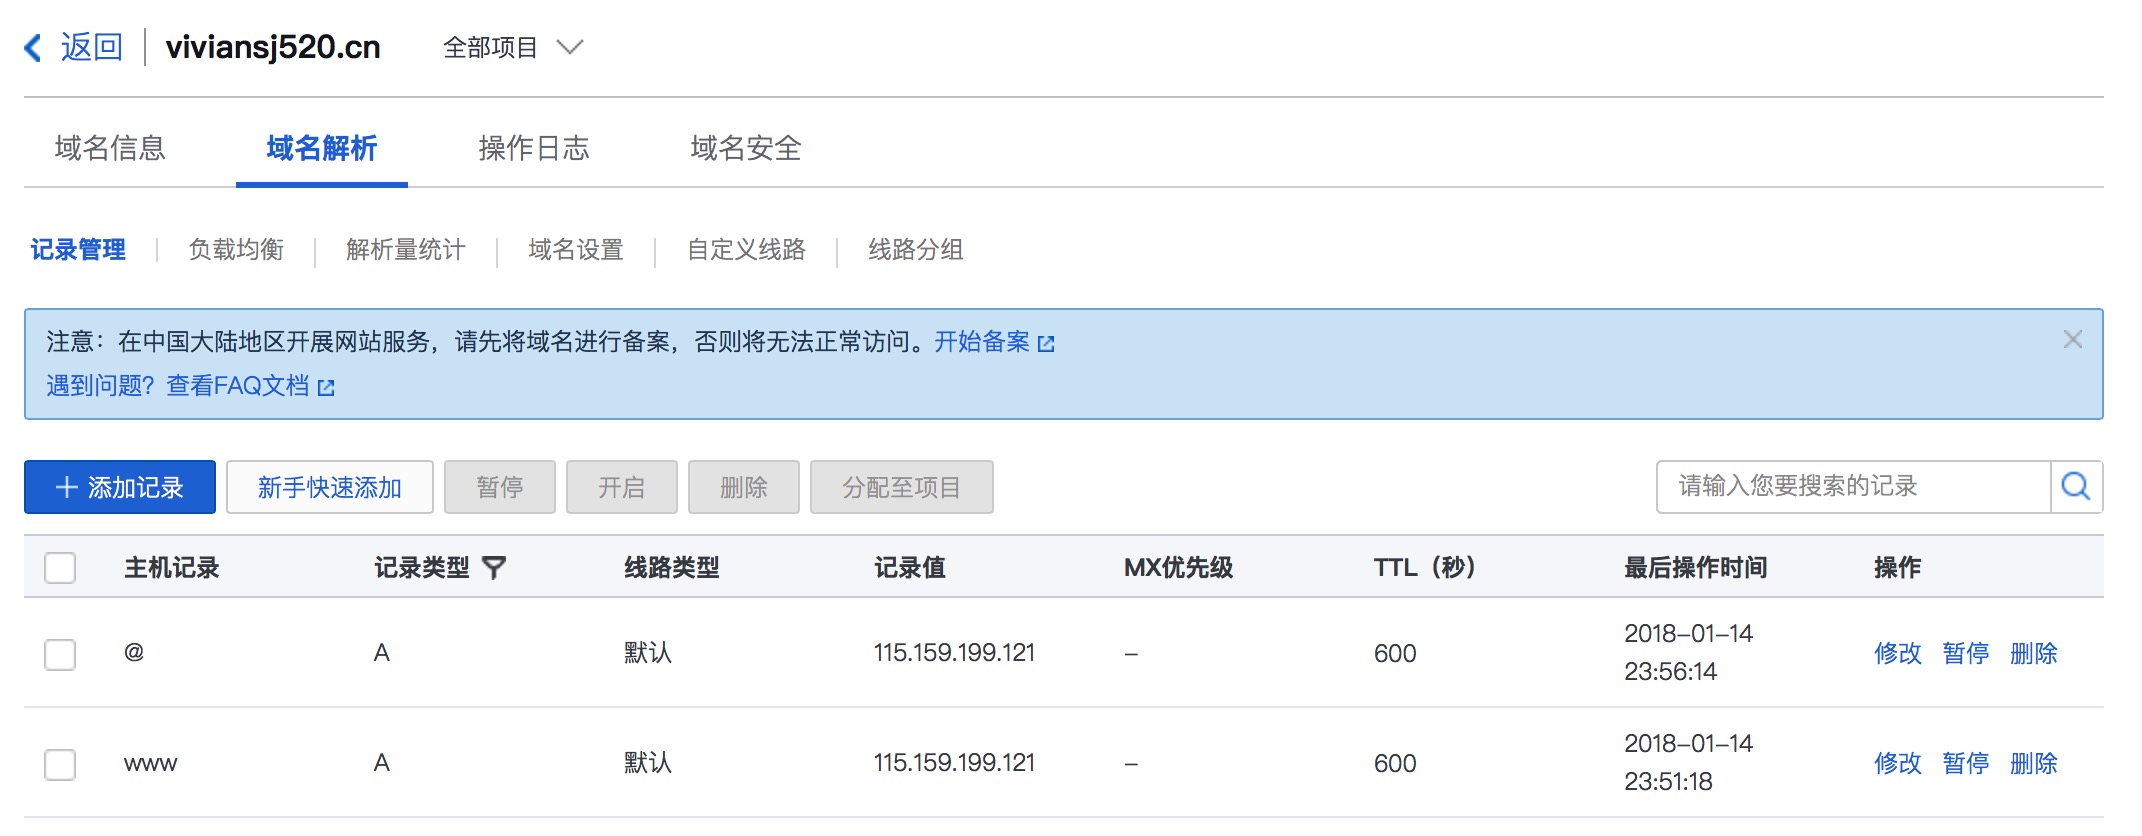 返回 viviansj520.cn 全部项目
域名信息 域名解析 操作日志 域名安全
记录管理 负载均衡 解析量统计 域名设置 自定义线路 线路分组
注意：在中国大陆地区开展网站服务，请先将域名进行备案，否则将无法正常访问。开始备案
遇到问题？查看FAQ文档
添加记录 新手快速添加 暂停 开启 删除 分配至项目 请输入您要搜索的记录
主机记录 记录类型 线路类型 记录值 MX优先级 TTL（秒） 最后操作时间 操作
@ A 默认 115.159.199.121 – 600 2018–01–14 23:56:14 修改 暂停 删除
www A 默认 115.159.199.121 – 600 2018–01–14 23:51:18 修改 暂停 删除